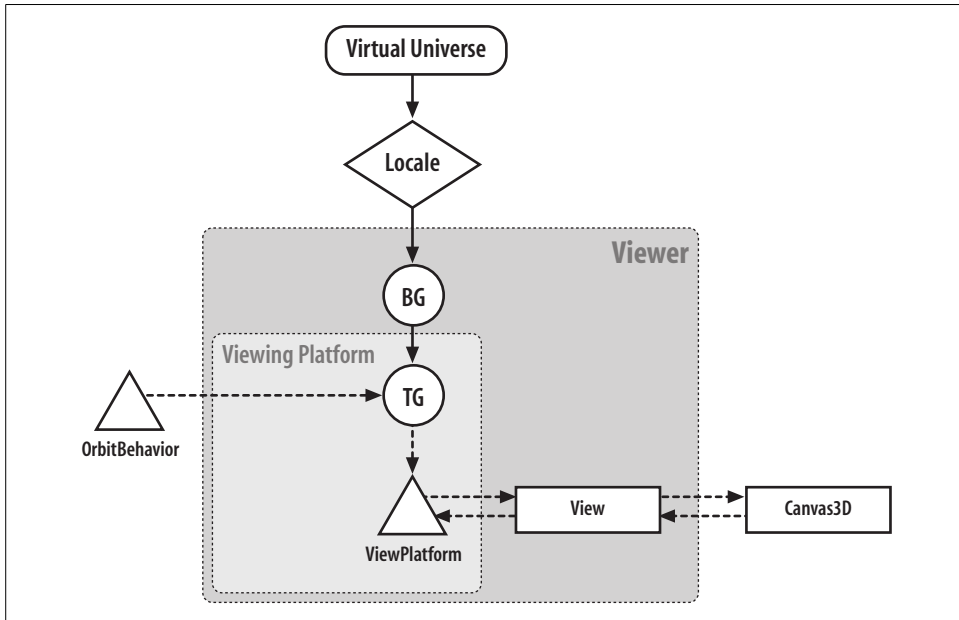 Virtual Universe
Locale
Viewer
BG
Viewing Platform
TG
OrbitBehavior
View
Canvas3D
ViewPlatform